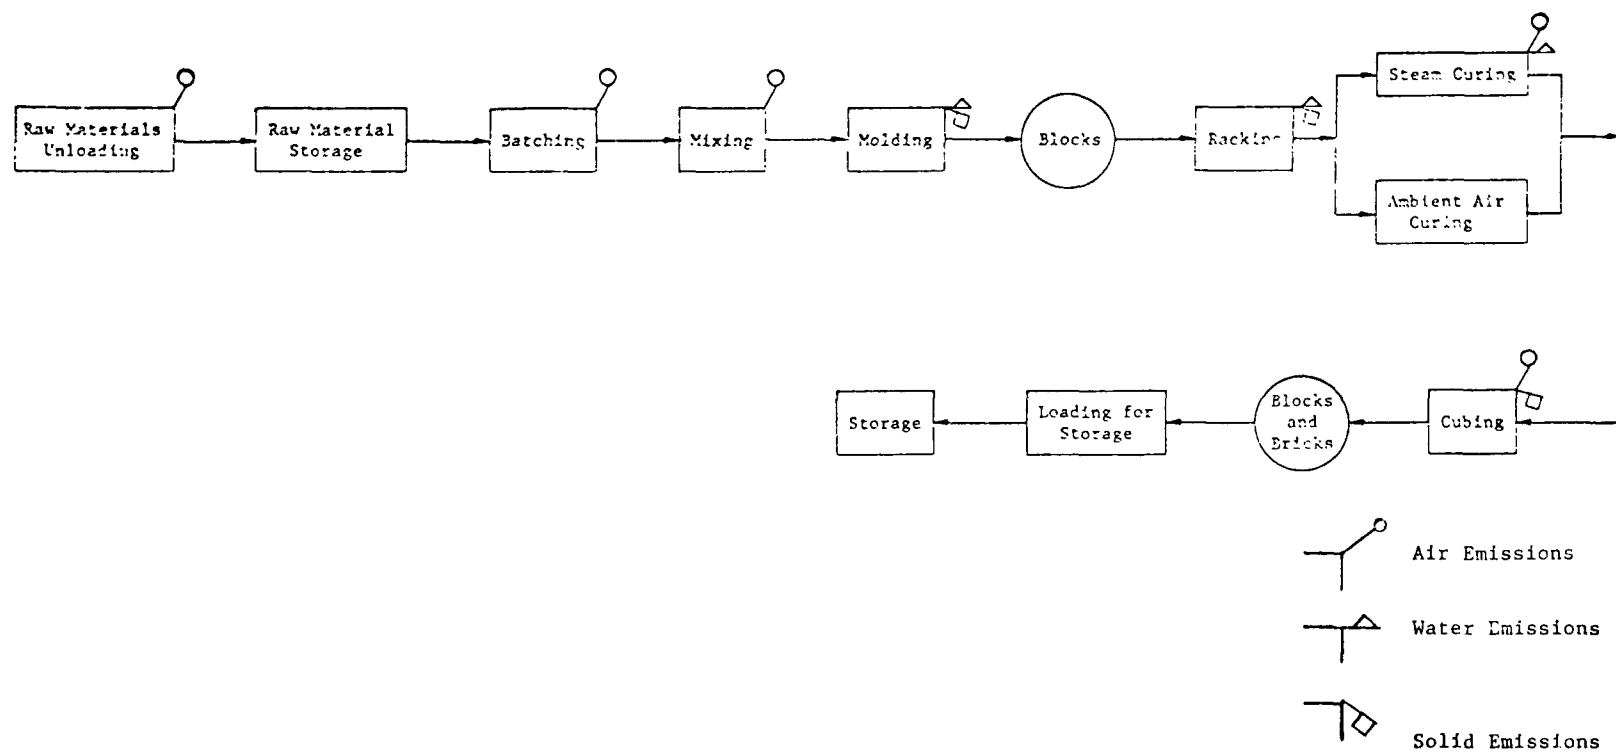 Raw Materials
Unloading
Raw Material
Storage
Batching
Mixing
Molding
Blocks
Racking
Steam Curing
Ambient Air
Curing
Storage
Loading for
Storage
Blocks
and
Bricks
Cubing
Air Emissions
Water Emissions
Solid Emissions